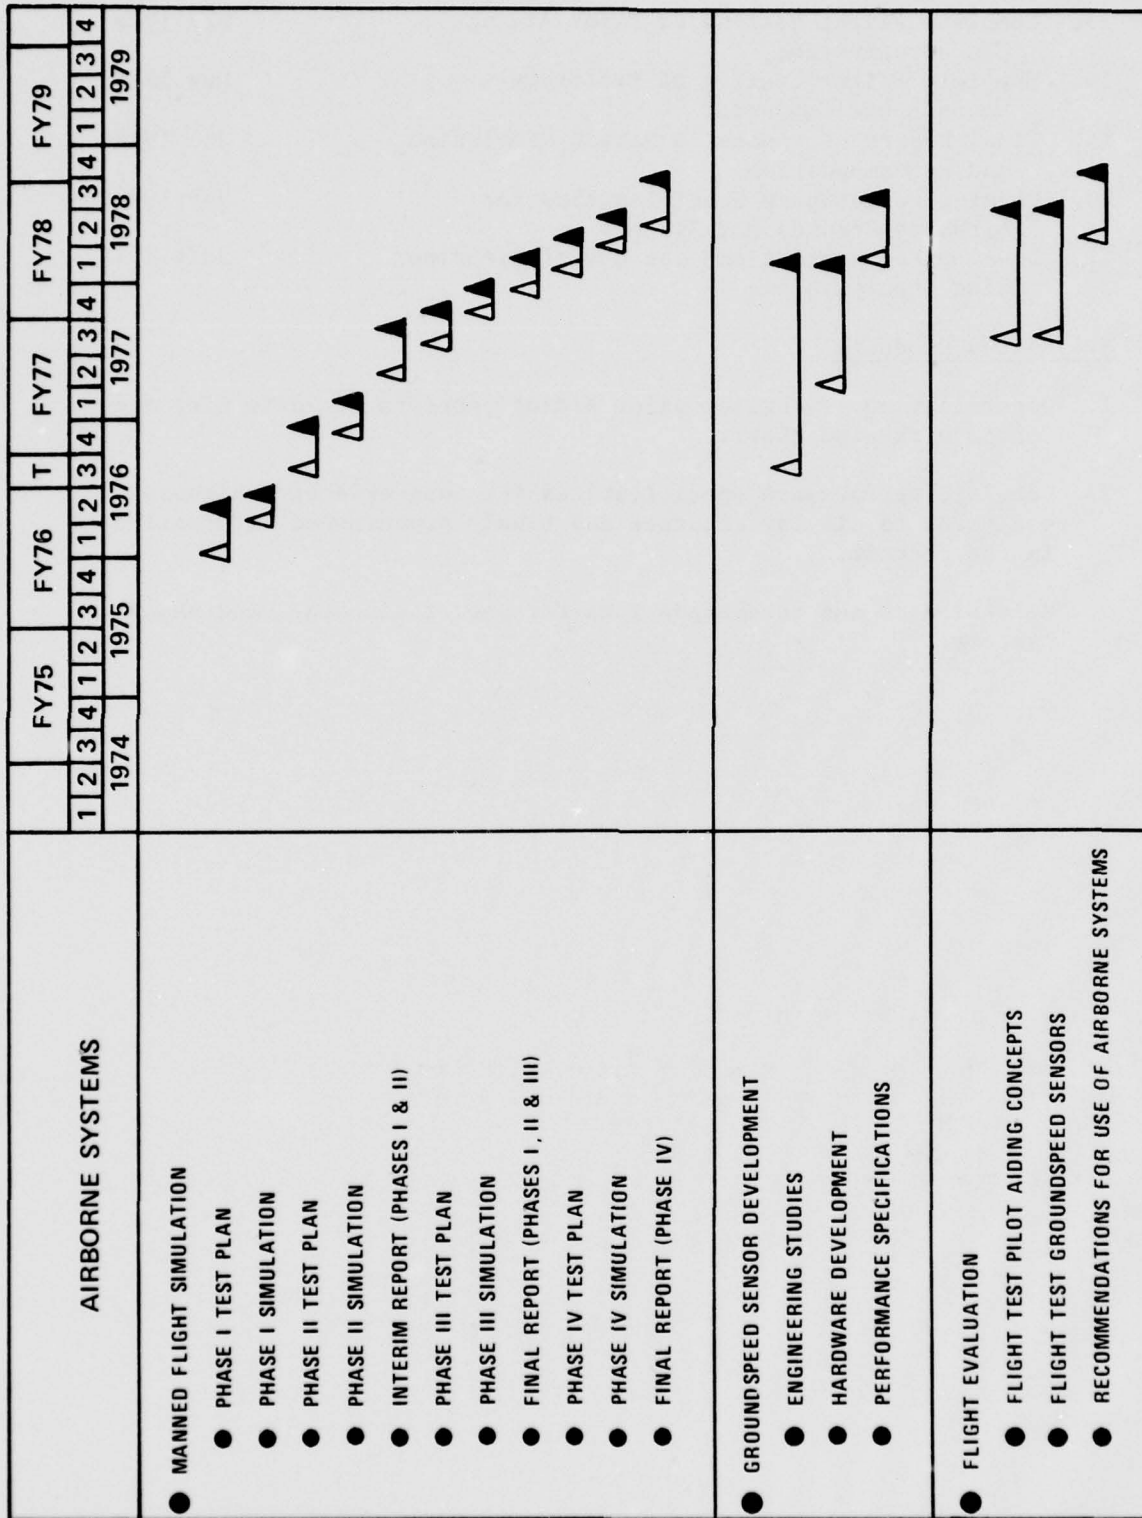 AIRBORNE SYSTEMS
FY75 FY76 T FY77 FY78 FY79
1 2 3 4 1 2 3 4 1 2 3 4 1 2 3 4 1 2 3 4 1 2 3 4
1974 1975 1976 1977 1978 1979
● MANNED FLIGHT SIMULATION
● PHASE I TEST PLAN
● PHASE I SIMULATION
● PHASE II TEST PLAN
● PHASE II SIMULATION
● INTERIM REPORT (PHASES I & II)
● PHASE III TEST PLAN
● PHASE III SIMULATION
● FINAL REPORT (PHASES I, II & III)
● PHASE IV TEST PLAN
● PHASE IV SIMULATION
● FINAL REPORT (PHASE IV)
● GROUNDSPEED SENSOR DEVELOPMENT
● ENGINEERING STUDIES
● HARDWARE DEVELOPMENT
● PERFORMANCE SPECIFICATIONS
● FLIGHT EVALUATION
● FLIGHT TEST PILOT AIDING CONCEPTS
● FLIGHT TEST GROUNDSPEED SENSORS
● RECOMMENDATIONS FOR USE OF AIRBORNE SYSTEMS